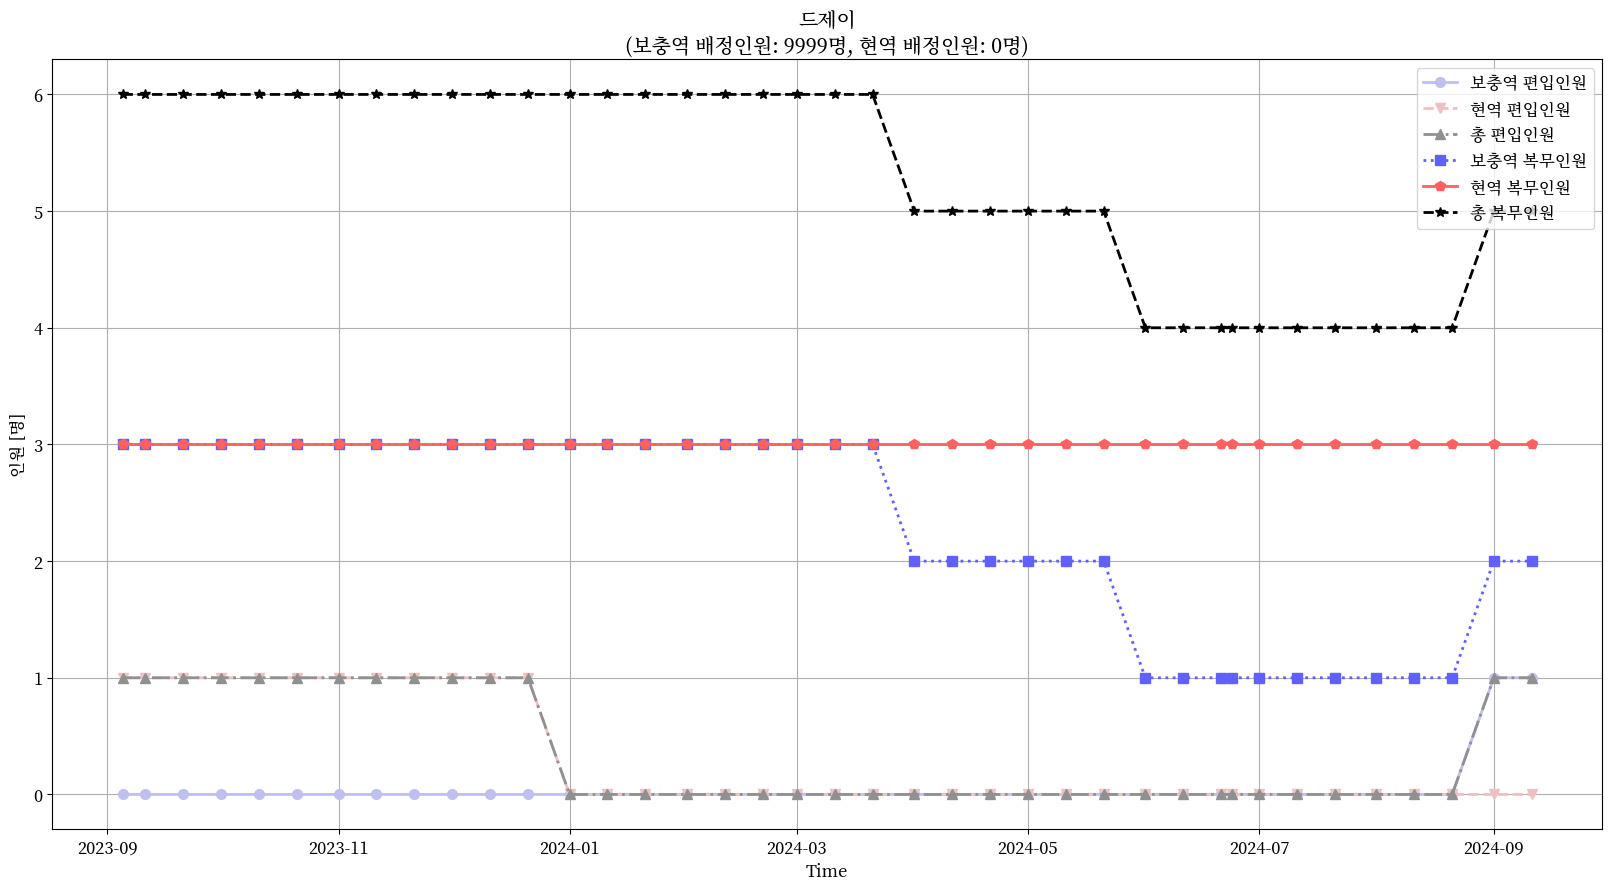 드제이
(보충역 배정인원: 9999명, 현역 배정인원: 0명)
6
5
4
3
2
1
0
인원 [명]
보충역 편입인원
현역 편입인원
총 편입인원
보충역 복무인원
현역 복무인원
총 복무인원
2023-09
2023-11
2024-01
2024-03
2024-05
2024-07
2024-09
Time